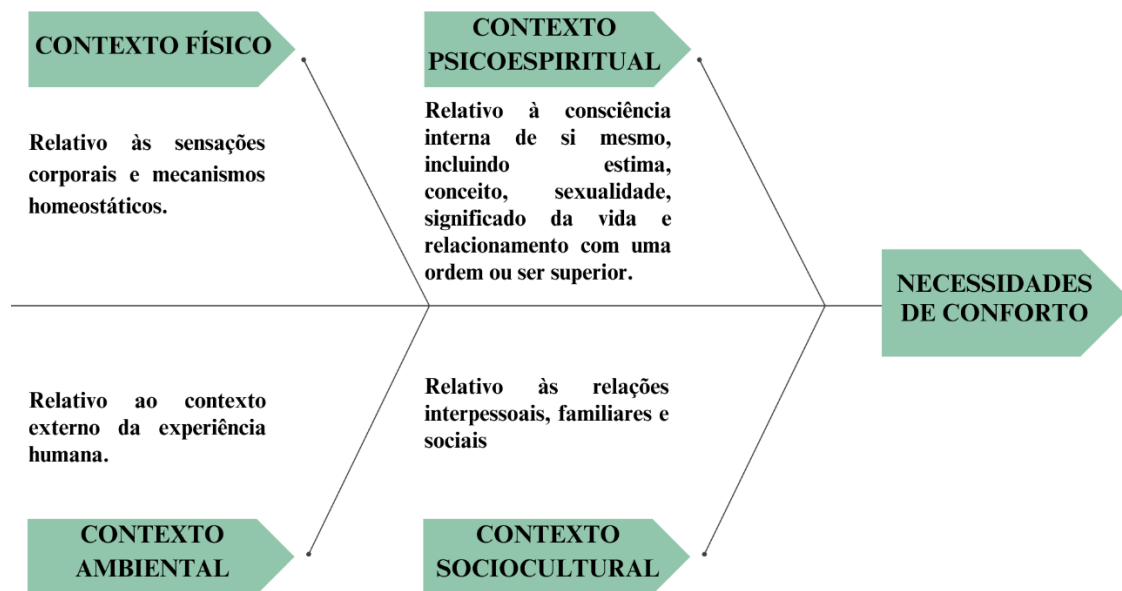 CONTEXTO FÍSICO
Relativo às sensações
corporais e mecanismos
homeostáticos.
CONTEXTO
PSICOESPIRITUAL
Relativo à consciência
interna de si mesmo,
incluindo estima,
conceito, sexualidade,
significado da vida e
relacionamento com uma
ordem ou ser superior.
NECESSIDADES
DE CONFORTO
Relativo ao contexto
externo da experiência
humana.
CONTEXTO
AMBIENTAL
Relativo às relações
interpessoais, familiares e
sociais
CONTEXTO
SOCIOCULTURAL